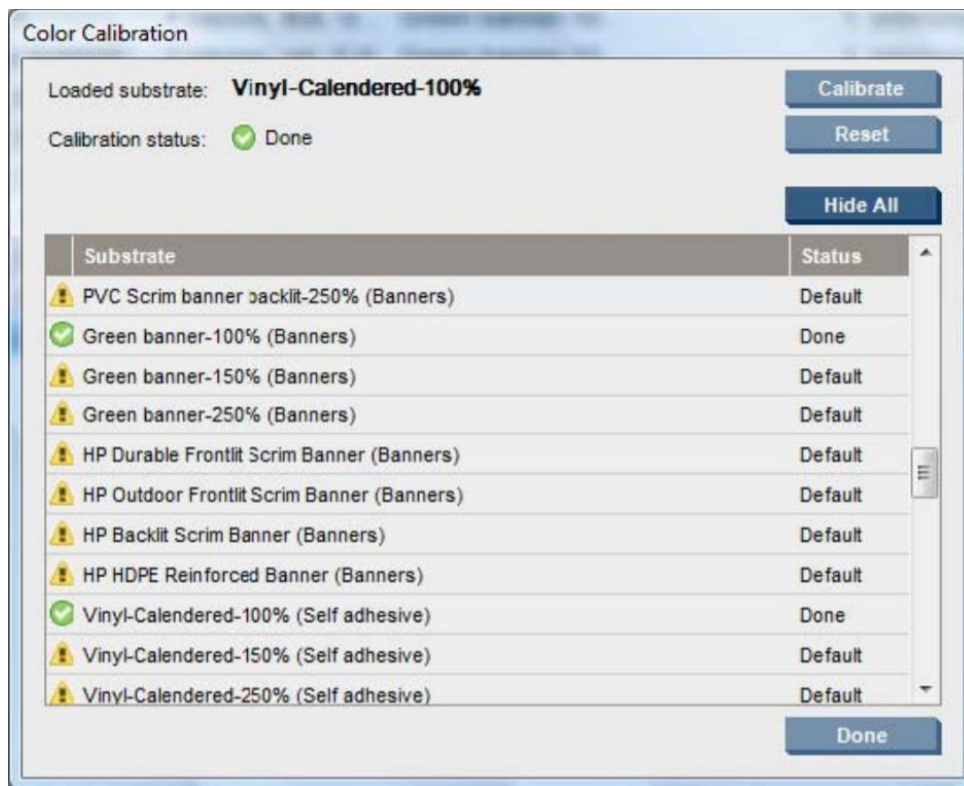 Color Calibration
Loaded substrate: Vinyl-Calendered-100% Calibrate
Calibration status: Done Reset
Hide All
Substrate Status
PVC Scrim banner backlit-250% (Banners) Default
Green banner-100% (Banners) Done
Green banner-150% (Banners) Default
Green banner-250% (Banners) Default
HP Durable Frontlit Scrim Banner (Banners) Default
HP Outdoor Frontlit Scrim Banner (Banners) Default
HP Backlit Scrim Banner (Banners) Default
HP HDPE Reinforced Banner (Banners) Default
Vinyl-Calendered-100% (Self adhesive) Done
Vinyl-Calendered-150% (Self adhesive) Default
Vinyl-Calendered-250% (Self adhesive) Default
Done